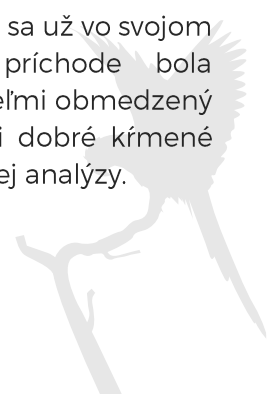 sa už vo svojom
príchode bola
eľmi obmedzený
i dobré kŕmené
ej analýzy.